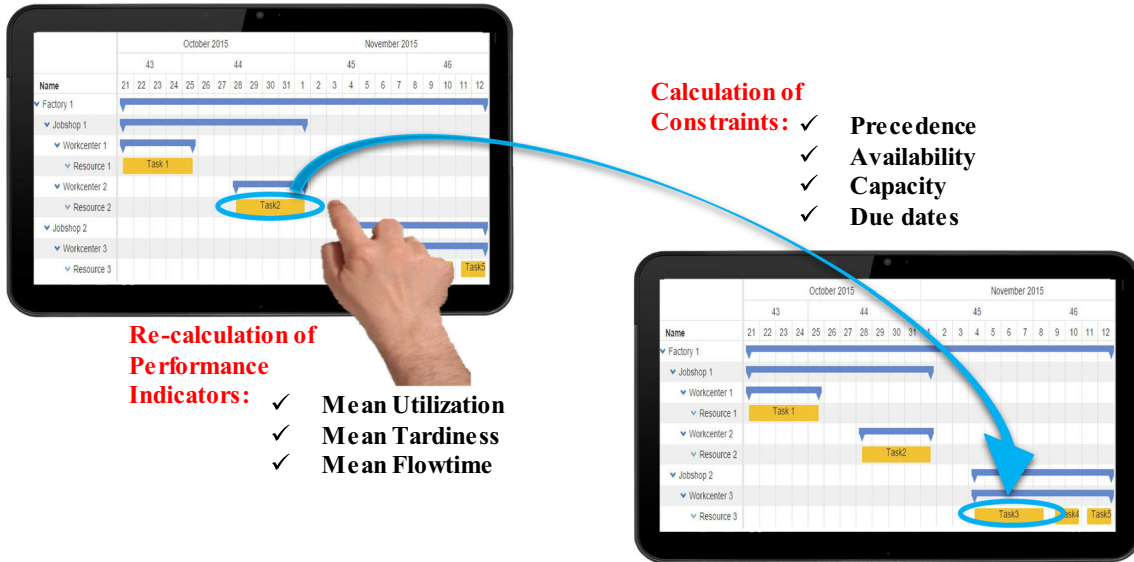 October 2015 November 2015
43 44 45 46
Name 21 22 23 24 25 26 27 28 29 30 31 1 2 3 4 5 6 7 8 9 10 11 12
Factory 1
Jobshop 1
Workcenter 1
Resource 1 Task 1
Workcenter 2
Resource 2 Task2
Jobshop 2
Workcenter 3
Resource 3 Task5
Calculation of
Constraints:
✓ Precedence
✓ Availability
✓ Capacity
✓ Due dates
Re-calculation of
Performance
Indicators:
✓ Mean Utilization
✓ Mean Tardiness
✓ Mean Flowtime
October 2015 November 2015
43 44 45 46
Name 21 22 23 24 25 26 27 28 29 30 31 1 2 3 4 5 6 7 8 9 10 11 12
Factory 1
Jobshop 1
Workcenter 1
Resource 1 Task 1
Workcenter 2
Resource 2 Task2
Jobshop 2
Workcenter 3
Resource 3 Task3 Task4 Task5